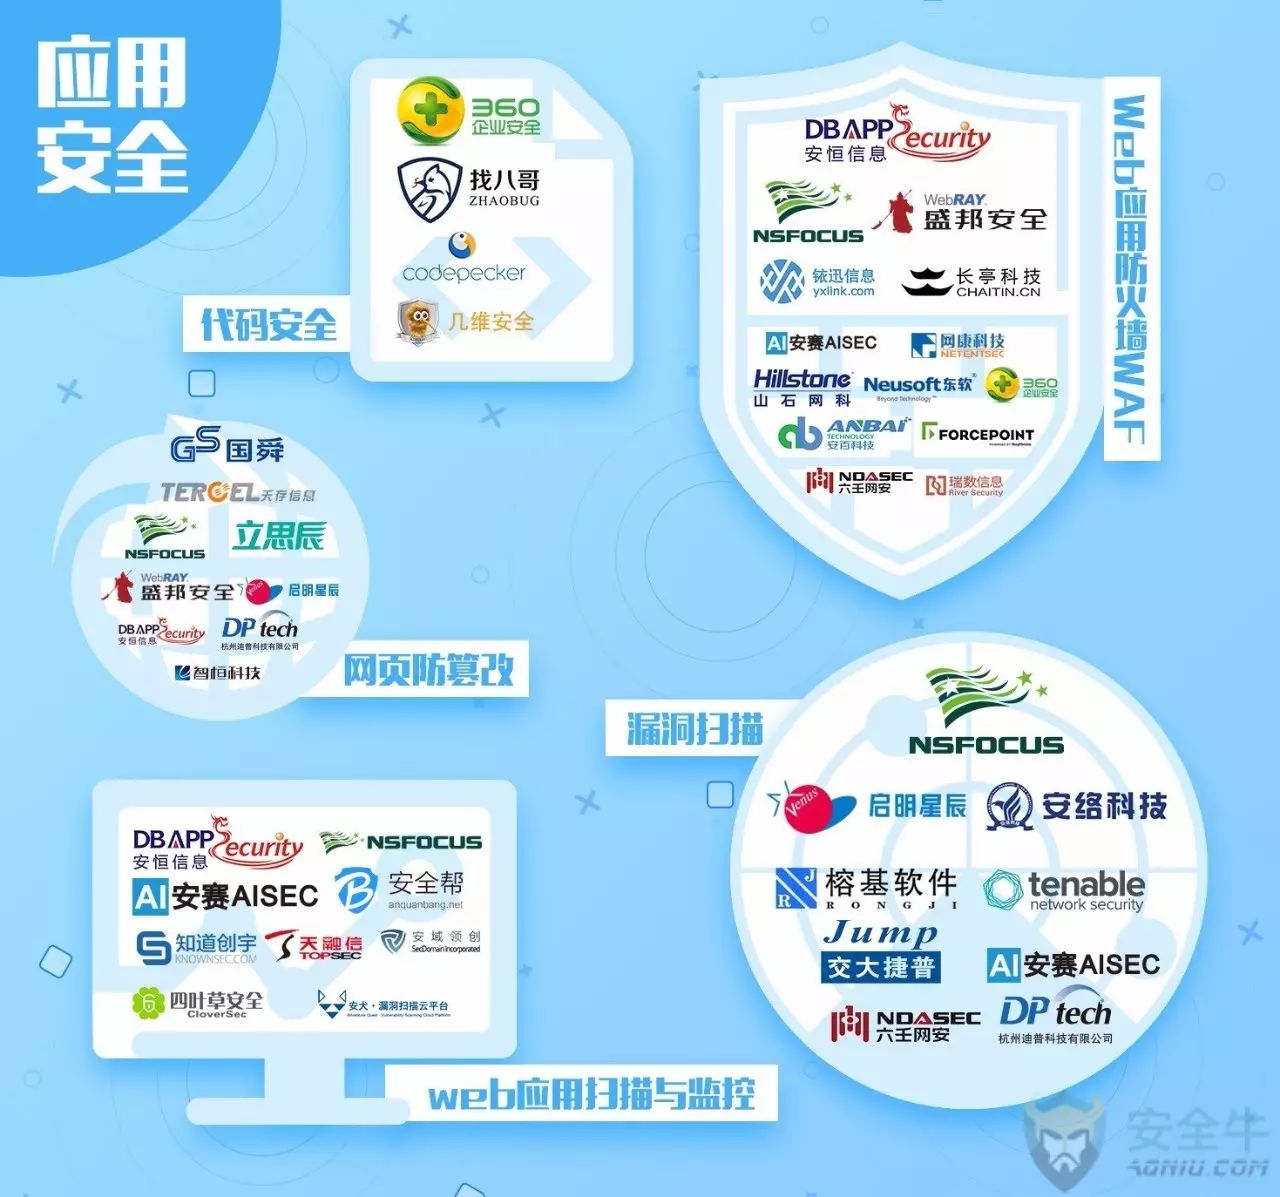 应用
安全
360
企业安全
找八哥
ZHAOBUG
codepecker
几维安全
代码安全
DBAPPSecurity
安恒信息
NSFOCUS
WebRAY
盛邦安全
铱迅信息
yxlink.com
长亭科技
CHAITIN.CN
AI安赛AISEC
网康科技
NETENTSEC
Hillstone
山石网科
Neusoft东软
Beyond Technology™
360
企业安全
ANBAI
TECHNOLOGY
安百科技
FORCEPOINT
NDASEC
六壬网安
瑞数信息
River Security
Web应用防火墙WAF
GS国舜
TERCEL天存信息
NSFOCUS
立思辰
WebRAY
盛邦安全
Venus
启明星辰
DBAPPSecurity
安恒信息
DPtech
杭州迪普科技有限公司
智恒科技
网页防篡改
漏洞扫描
NSFOCUS
Venus
启明星辰
安络科技
RJ
榕基软件
RONGJI
tenable
network security
Jump
交大捷普
AI安赛AISEC
NDASEC
六壬网安
DPtech
杭州迪普科技有限公司
DBAPPSecurity
安恒信息
NSFOCUS
AI安赛AISEC
安全帮
anquanbang.net
知道创宇
KNOWNSEC.COM
天融信
TOPSEC
安域领创
SecDomain Incorporated
四叶草安全
CloverSec
安犬·漏洞扫描云平台
web应用扫描与监控
安全牛
AQNIU.COM